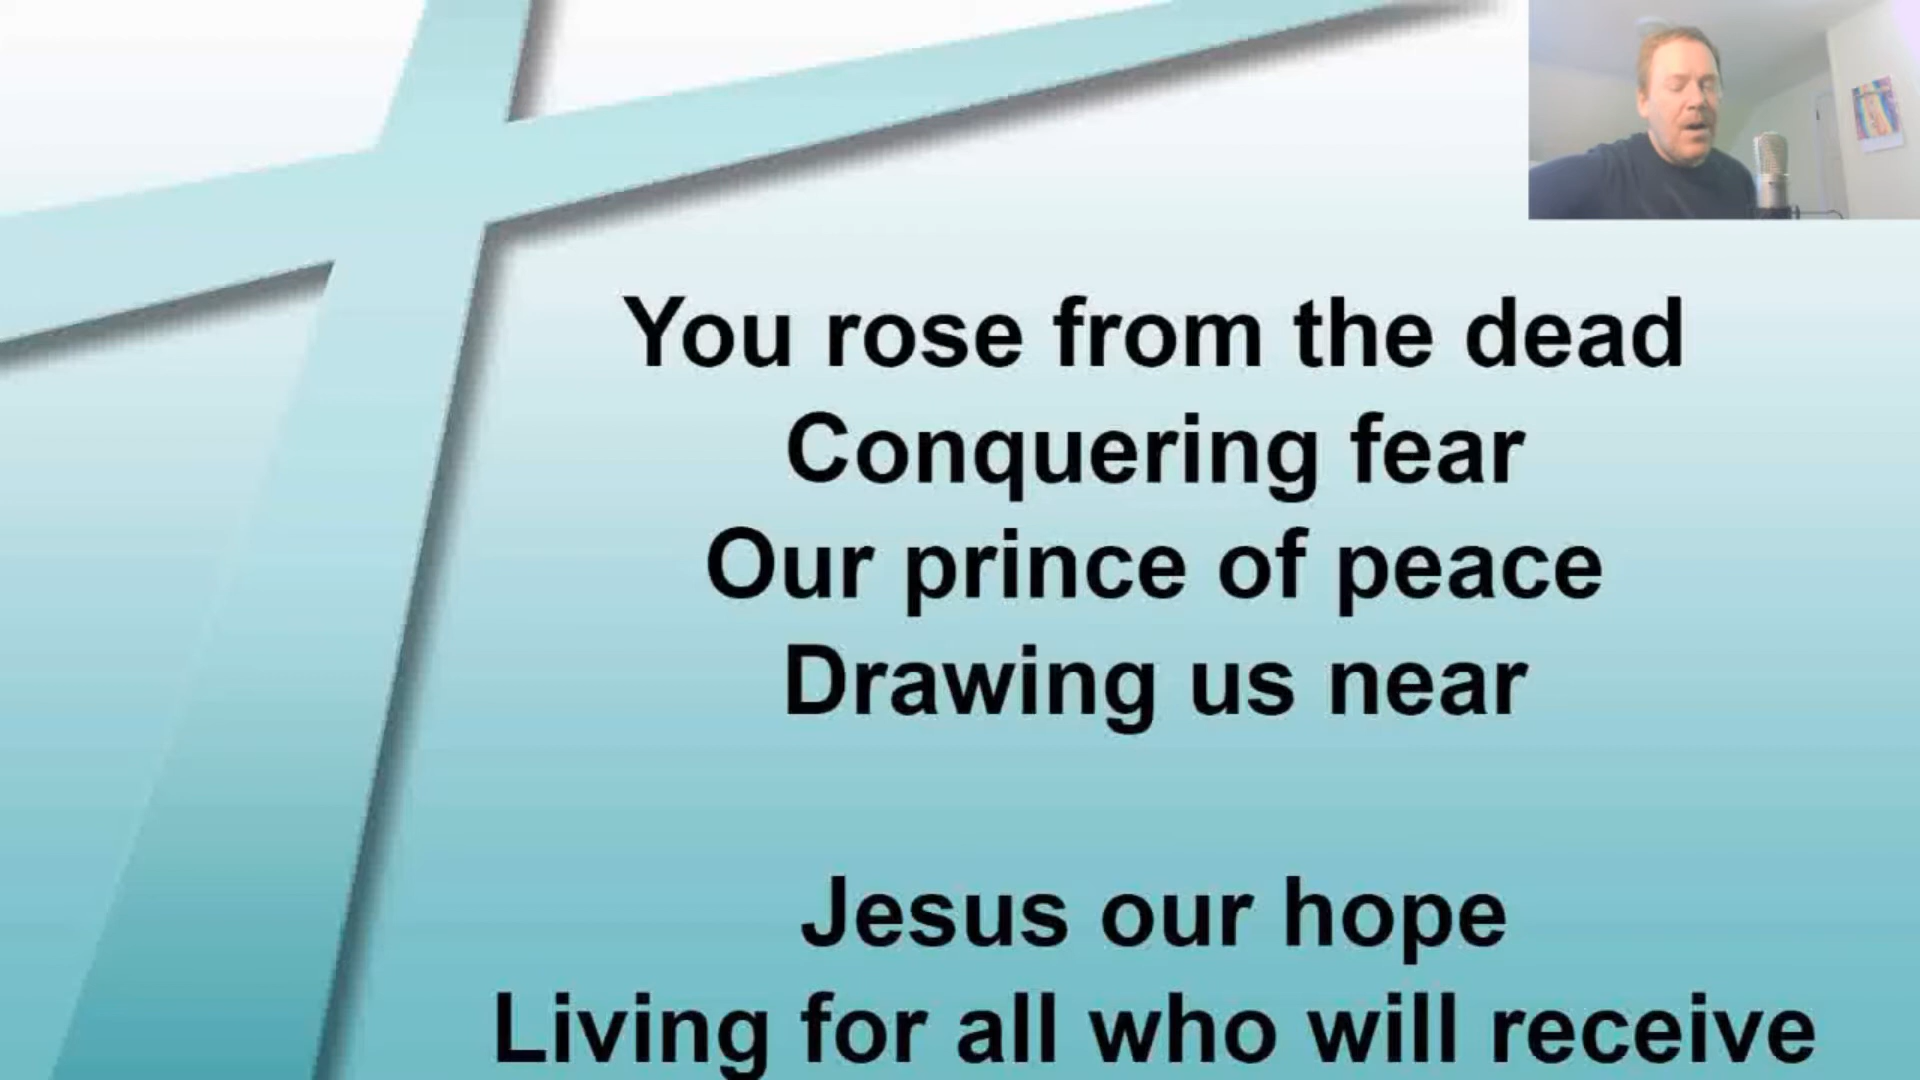 You rose from the dead
Conquering fear
Our prince of peace
Drawing us near
Jesus our hope
Living for all who will receive